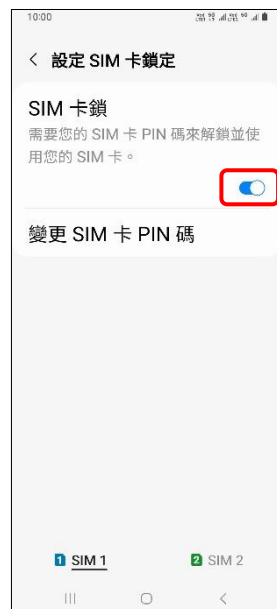 10:00
設定 SIM 卡鎖定
SIM 卡鎖
需要您的 SIM 卡 PIN 碼來解鎖並使
用您的 SIM 卡。
變更 SIM 卡 PIN 碼
1 SIM 1
2 SIM 2